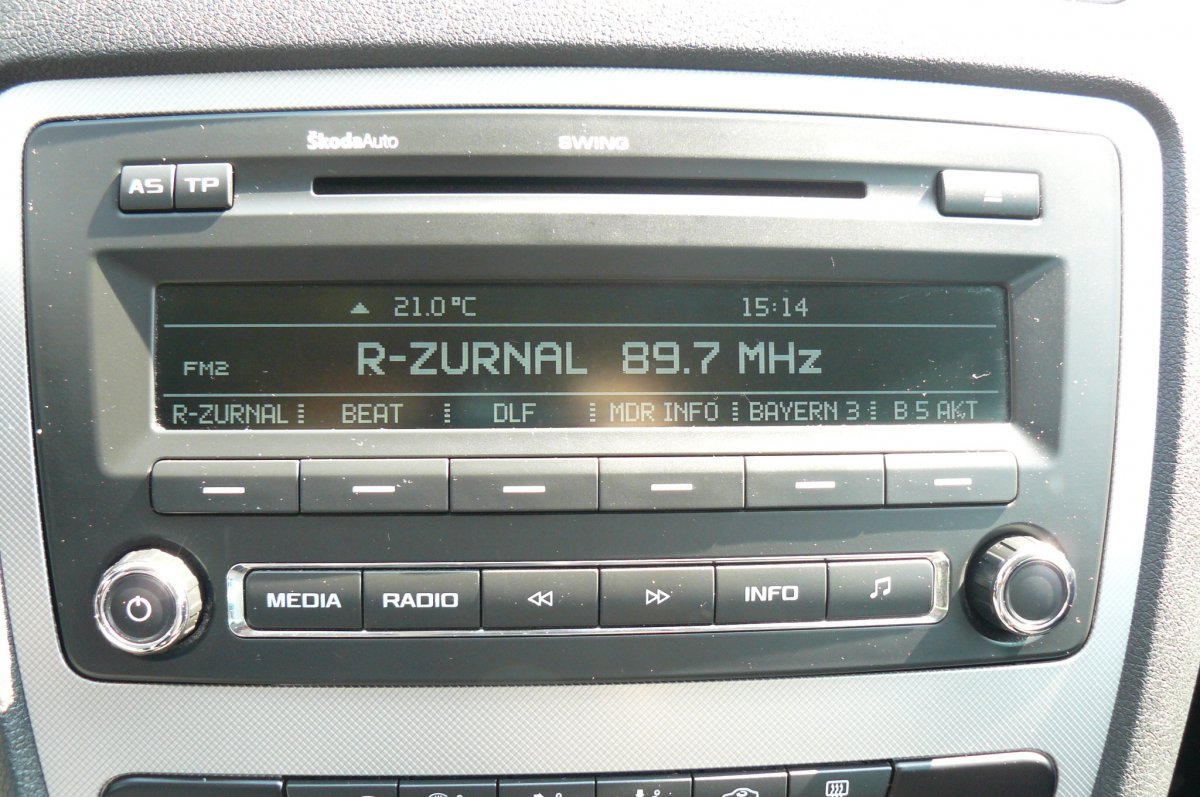 ŠkodaAuto SWING
AS TP
21.0°C 15:14
FM2 R-ZURNAL 89.7 MHz
R-ZURNAL BEAT DLF MDR INFO BAYERN 3 B 5 AKT
MEDIA RADIO INFO